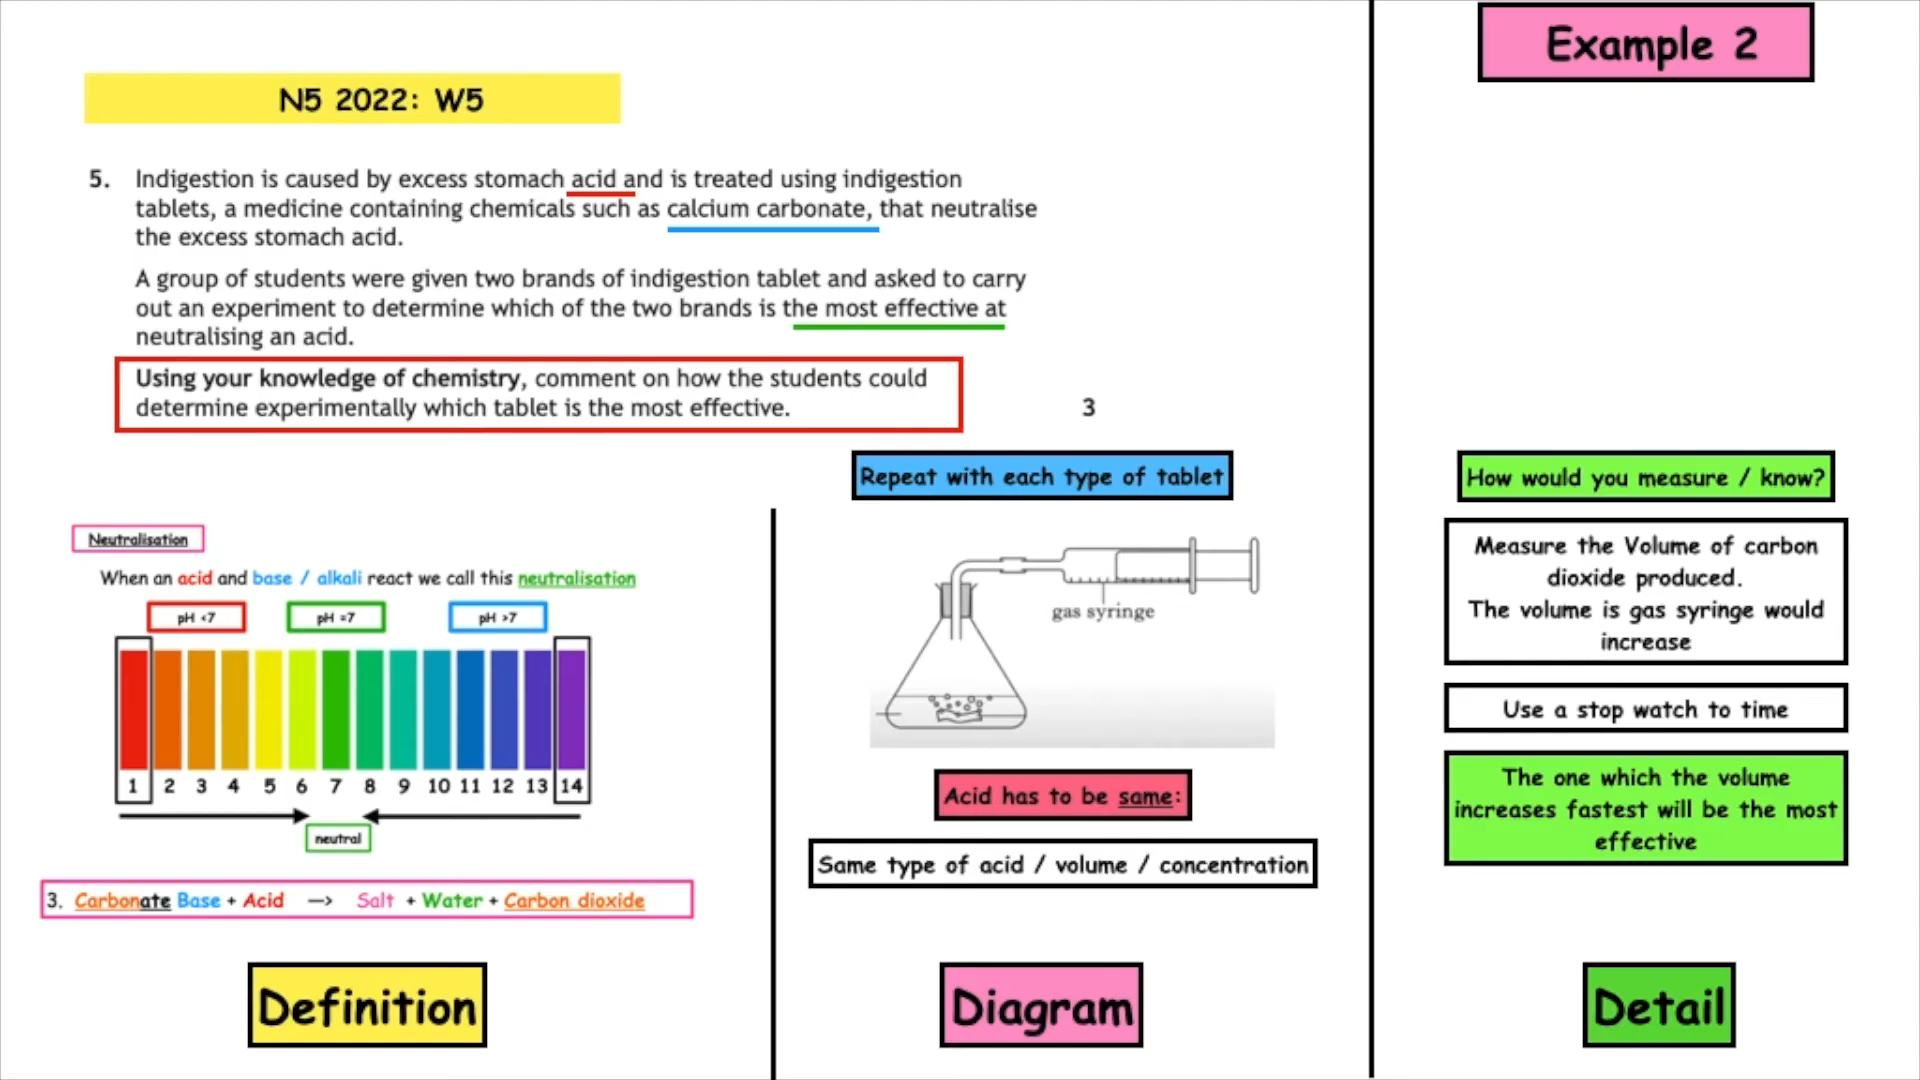 Example 2
N5 2022: W5
5. Indigestion is caused by excess stomach acid and is treated using indigestion
tablets, a medicine containing chemicals such as calcium carbonate, that neutralise
the excess stomach acid.
A group of students were given two brands of indigestion tablet and asked to carry
out an experiment to determine which of the two brands is the most effective at
neutralising an acid.
Using your knowledge of chemistry, comment on how the students could
determine experimentally which tablet is the most effective.
3
Neutralisation
When an acid and base / alkali react we call this neutralisation
pH <7 pH =7 pH >7
1 2 3 4 5 6 7 8 9 10 11 12 13 14
neutral
3. Carbonate Base + Acid —> Salt + Water + Carbon dioxide
Definition
Repeat with each type of tablet
gas syringe
Acid has to be same:
Same type of acid / volume / concentration
Diagram
How would you measure / know?
Measure the Volume of carbon
dioxide produced.
The volume is gas syringe would
increase
Use a stop watch to time
The one which the volume
increases fastest will be the most
effective
Detail